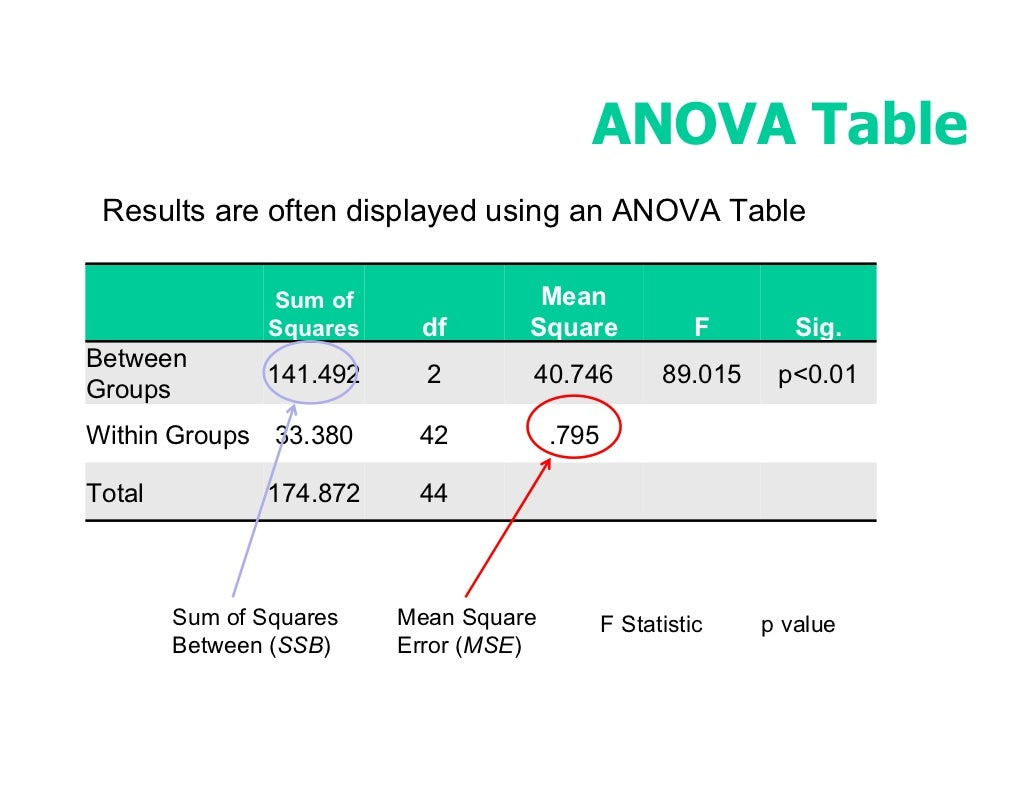 ANOVA Table
Results are often displayed using an ANOVA Table
Sum of Squares df Mean Square F Sig.
Between Groups 141.492 2 40.746 89.015 p<0.01
Within Groups 33.380 42 .795
Total 174.872 44
Sum of Squares Between (SSB)
Mean Square Error (MSE)
F Statistic
p value